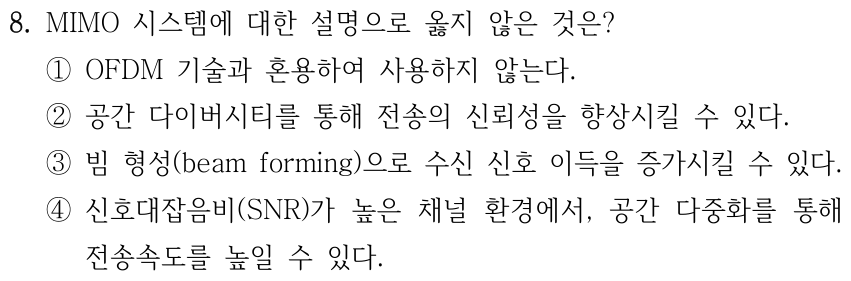 8. MIMO 시스템에 대한 설명으로 옳지 않은 것은?
① OFDM 기술과 혼용하여 사용하지 않는다.
② 공간 다이버시티를 통해 전송의 신뢰성을 향상시킬 수 있다.
③ 빔 형성(beam forming)으로 수신 신호 이득을 증가시킬 수 있다.
④ 신호대잡음비(SNR)가 높은 채널 환경에서, 공간 다중화를 통해
전송속도를 높일 수 있다.